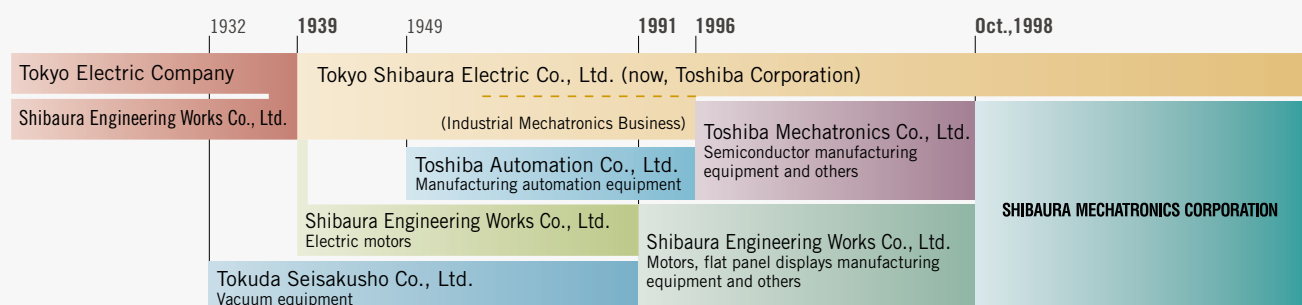 1932
1939
1949
1991
1996
Oct.,1998
Tokyo Electric Company
Shibaura Engineering Works Co., Ltd.
Tokyo Shibaura Electric Co., Ltd. (now, Toshiba Corporation)
(Industrial Mechatronics Business)
Toshiba Mechatronics Co., Ltd.
Semiconductor manufacturing
equipment and others
Toshiba Automation Co., Ltd.
Manufacturing automation equipment
Shibaura Engineering Works Co., Ltd.
Electric motors
Tokuda Seisakusho Co., Ltd.
Vacuum equipment
Shibaura Engineering Works Co., Ltd.
Motors, flat panel displays manufacturing
equipment and others
SHIBAURA MECHATRONICS CORPORATION